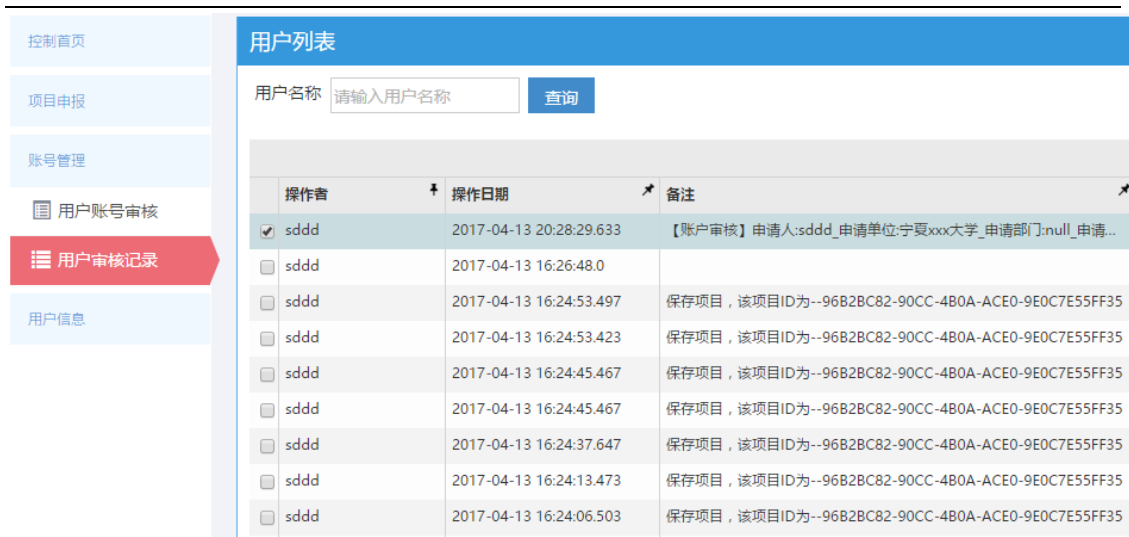 控制首页
项目申报
账号管理
用户账号审核
用户审核记录
用户信息
用户列表
用户名称 请输入用户名称 查询
操作者 操作日期 备注
sddd 2017-04-13 20:28:29.633 【账户审核】申请人:sddd_申请单位:宁夏xxx大学_申请部门:null_申请...
sddd 2017-04-13 16:26:48.0
sddd 2017-04-13 16:24:53.497 保存项目，该项目ID为--96B2BC82-90CC-4B0A-ACE0-9E0C7E55FF35
sddd 2017-04-13 16:24:53.423 保存项目，该项目ID为--96B2BC82-90CC-4B0A-ACE0-9E0C7E55FF35
sddd 2017-04-13 16:24:45.467 保存项目，该项目ID为--96B2BC82-90CC-4B0A-ACE0-9E0C7E55FF35
sddd 2017-04-13 16:24:45.467 保存项目，该项目ID为--96B2BC82-90CC-4B0A-ACE0-9E0C7E55FF35
sddd 2017-04-13 16:24:37.647 保存项目，该项目ID为--96B2BC82-90CC-4B0A-ACE0-9E0C7E55FF35
sddd 2017-04-13 16:24:13.473 保存项目，该项目ID为--96B2BC82-90CC-4B0A-ACE0-9E0C7E55FF35
sddd 2017-04-13 16:24:06.503 保存项目，该项目ID为--96B2BC82-90CC-4B0A-ACE0-9E0C7E55FF35